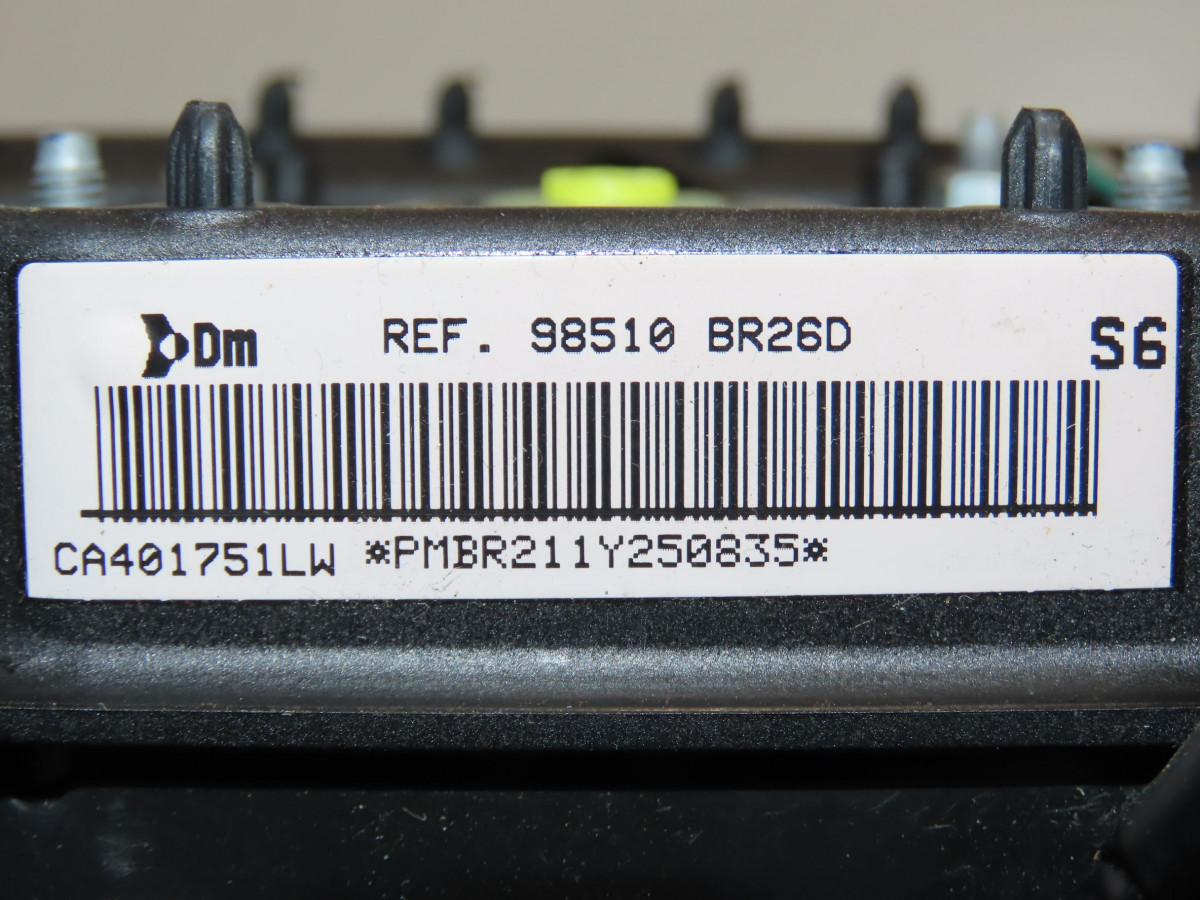 Dm REF. 98510 BR26D S6
CA401751LW *PMBR211Y250835*